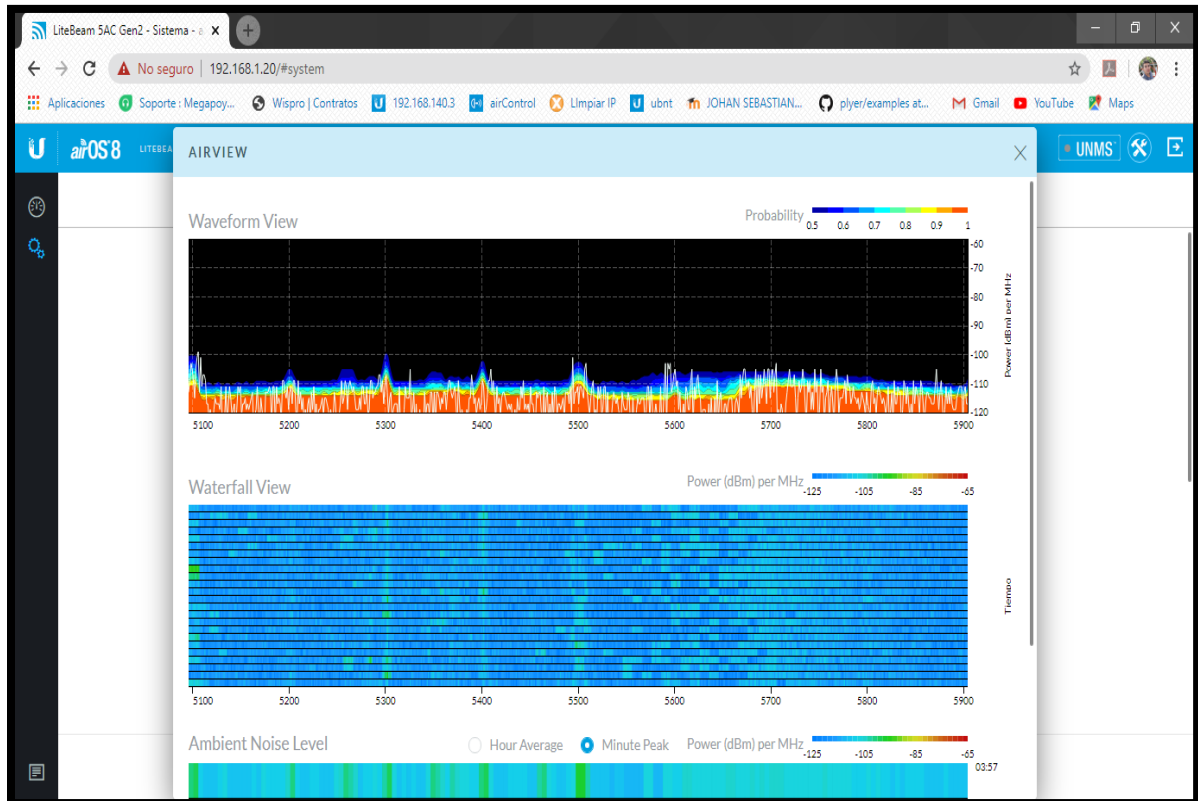 LiteBeam 5AC Gen2 - Sistema - a
No seguro | 192.168.1.20/#system
Aplicaciones Soporte : Megapoy... Wispro | Contratos 192.168.140.3 airControl LImpiar IP ubnt JOHAN SEBASTIAN... plyer/examples at... Gmail YouTube Maps
airOS 8 LITEBEA AIRVIEW UNMS
Waveform View Probability
0.5 0.6 0.7 0.8 0.9 1
-60
-70
-80
-90
-100
-110
-120
Power (dBm) per MHz
5100 5200 5300 5400 5500 5600 5700 5800 5900
Waterfall View Power (dBm) per MHz
-125 -105 -85 -65
Tiempo
5100 5200 5300 5400 5500 5600 5700 5800 5900
Ambient Noise Level Hour Average Minute Peak Power (dBm) per MHz
-125 -105 -85 -65
03:57